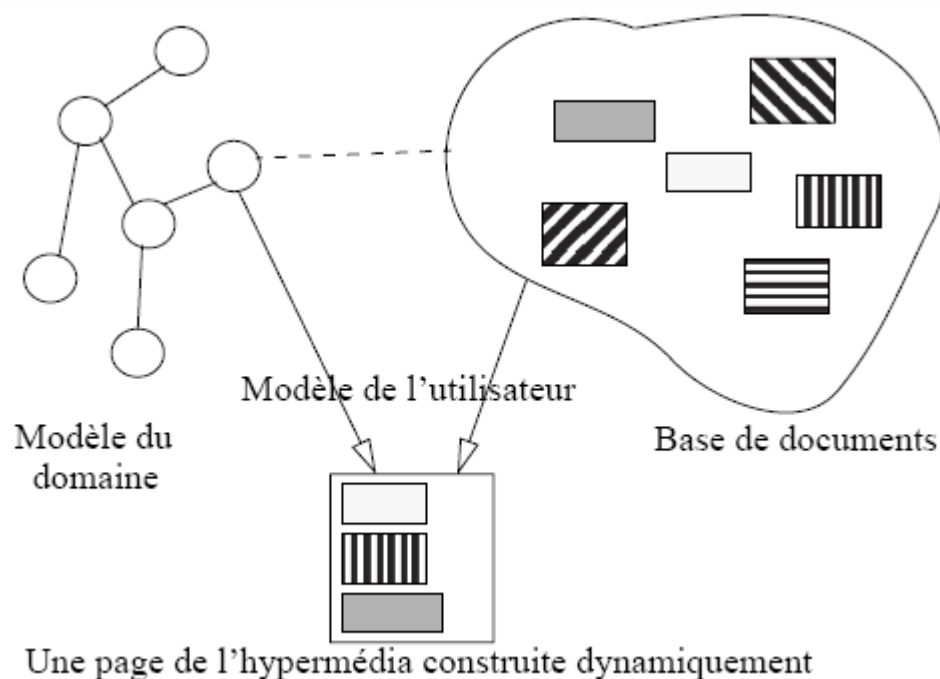 Modèle de l’utilisateur
Modèle du
domaine
Base de documents
Une page de l’hypermédia construite dynamiquement